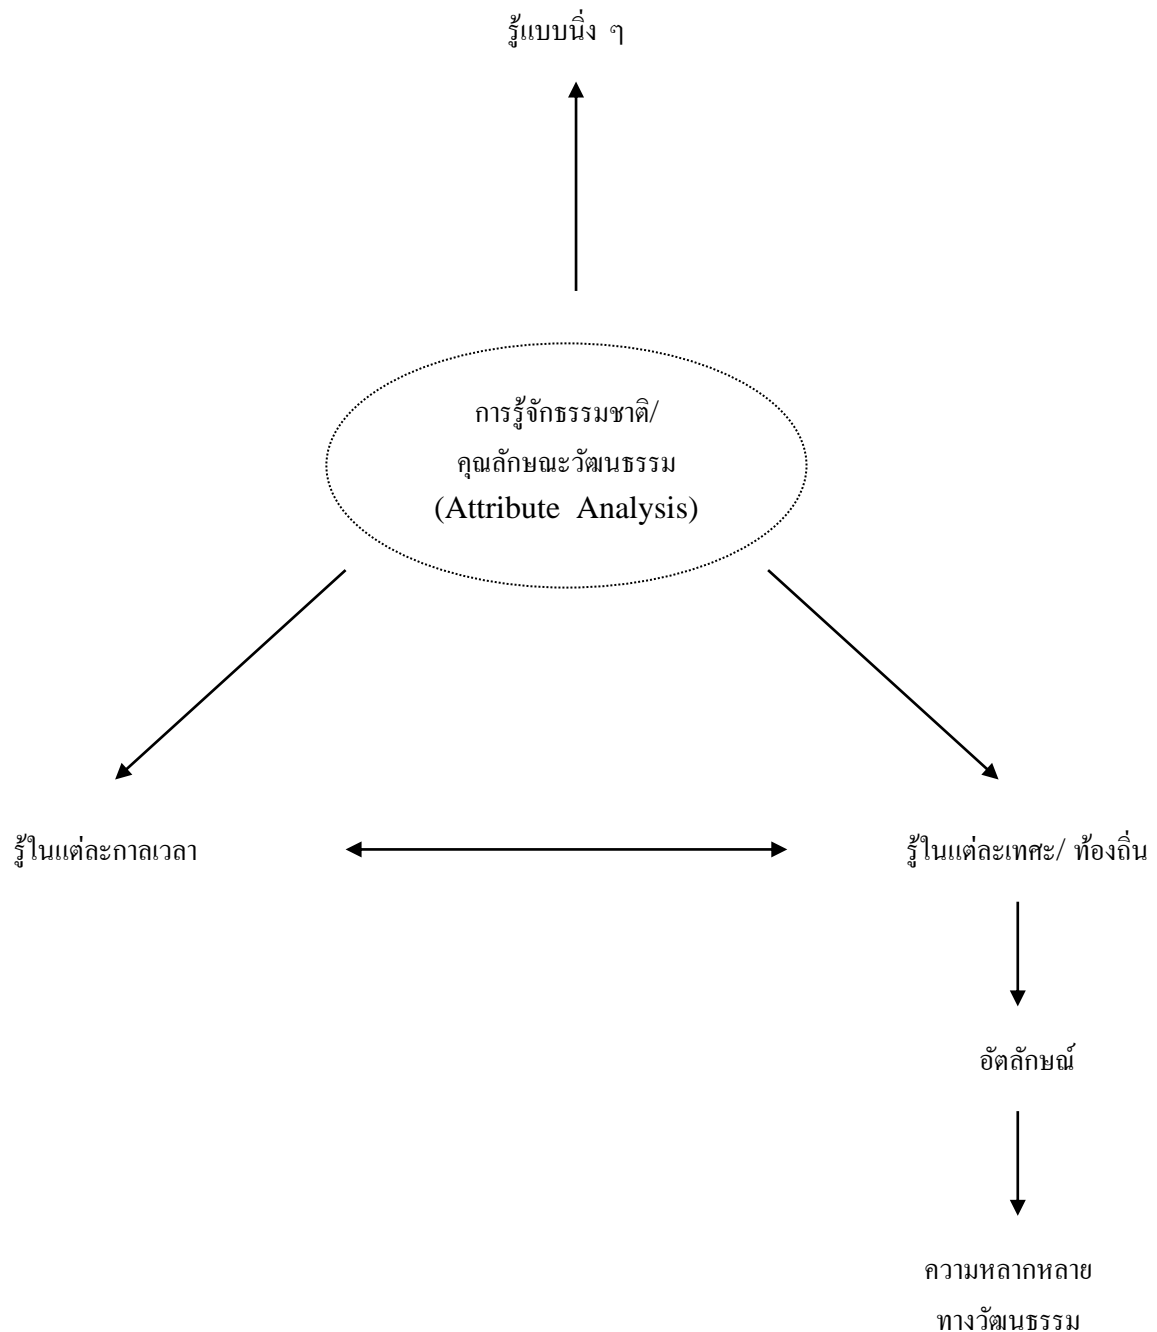 รู้แบบนิ่ง ๆ
การรู้จักธรรมชาติ/
คุณลักษณะวัฒนธรรม
(Attribute Analysis)
รู้ในแต่ละกาลเวลา
รู้ในแต่ละเทศะ/ ท้องถิ่น
อัตลักษณ์
ความหลากหลาย
ทางวัฒนธรรม